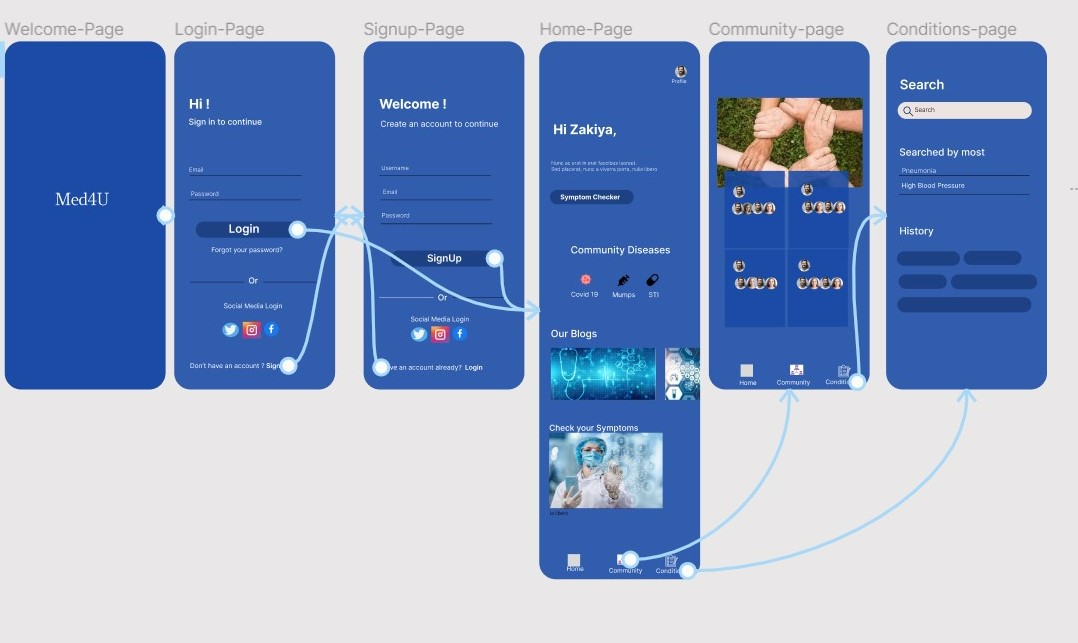 Welcome-Page
Med4U
Login-Page
Hi !
Sign in to continue
Email
Password
Login
Forgot your password?
Or
Social Media Login
Don't have an account ? Sign
Signup-Page
Welcome !
Create an account to continue
Username
Email
Password
SignUp
Or
Social Media Login
ve an account already? Login
Home-Page
Profile
Hi Zakiya,
Nunc ac erat in erat faucibus laoreet.
Sed placerat, nunc a viverra porta, nulla libero
Symptom Checker
Community Diseases
Covid 19 Mumps STI
Our Blogs
Check your Symptoms
Home Community Conditi
Community-page
Home Community Conditi
Conditions-page
Search
Search
Searched by most
Pneumonia
High Blood Pressure
History